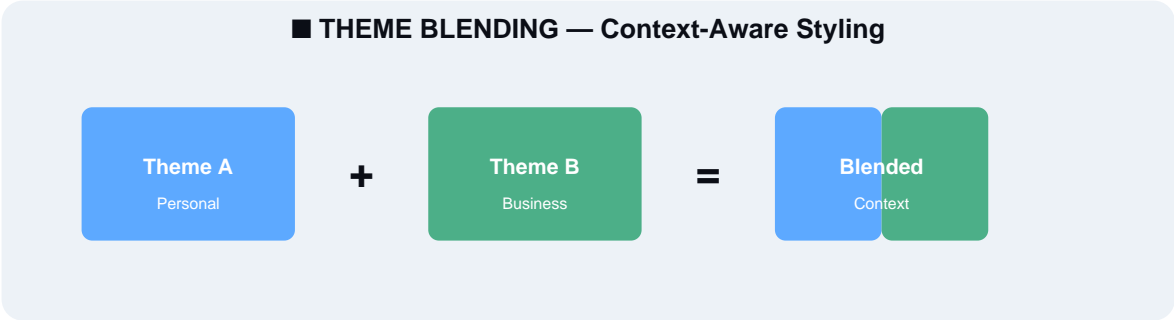 ■ THEME BLENDING — Context-Aware Styling
Theme A
Personal
+
Theme B
Business
=
Blended
Context